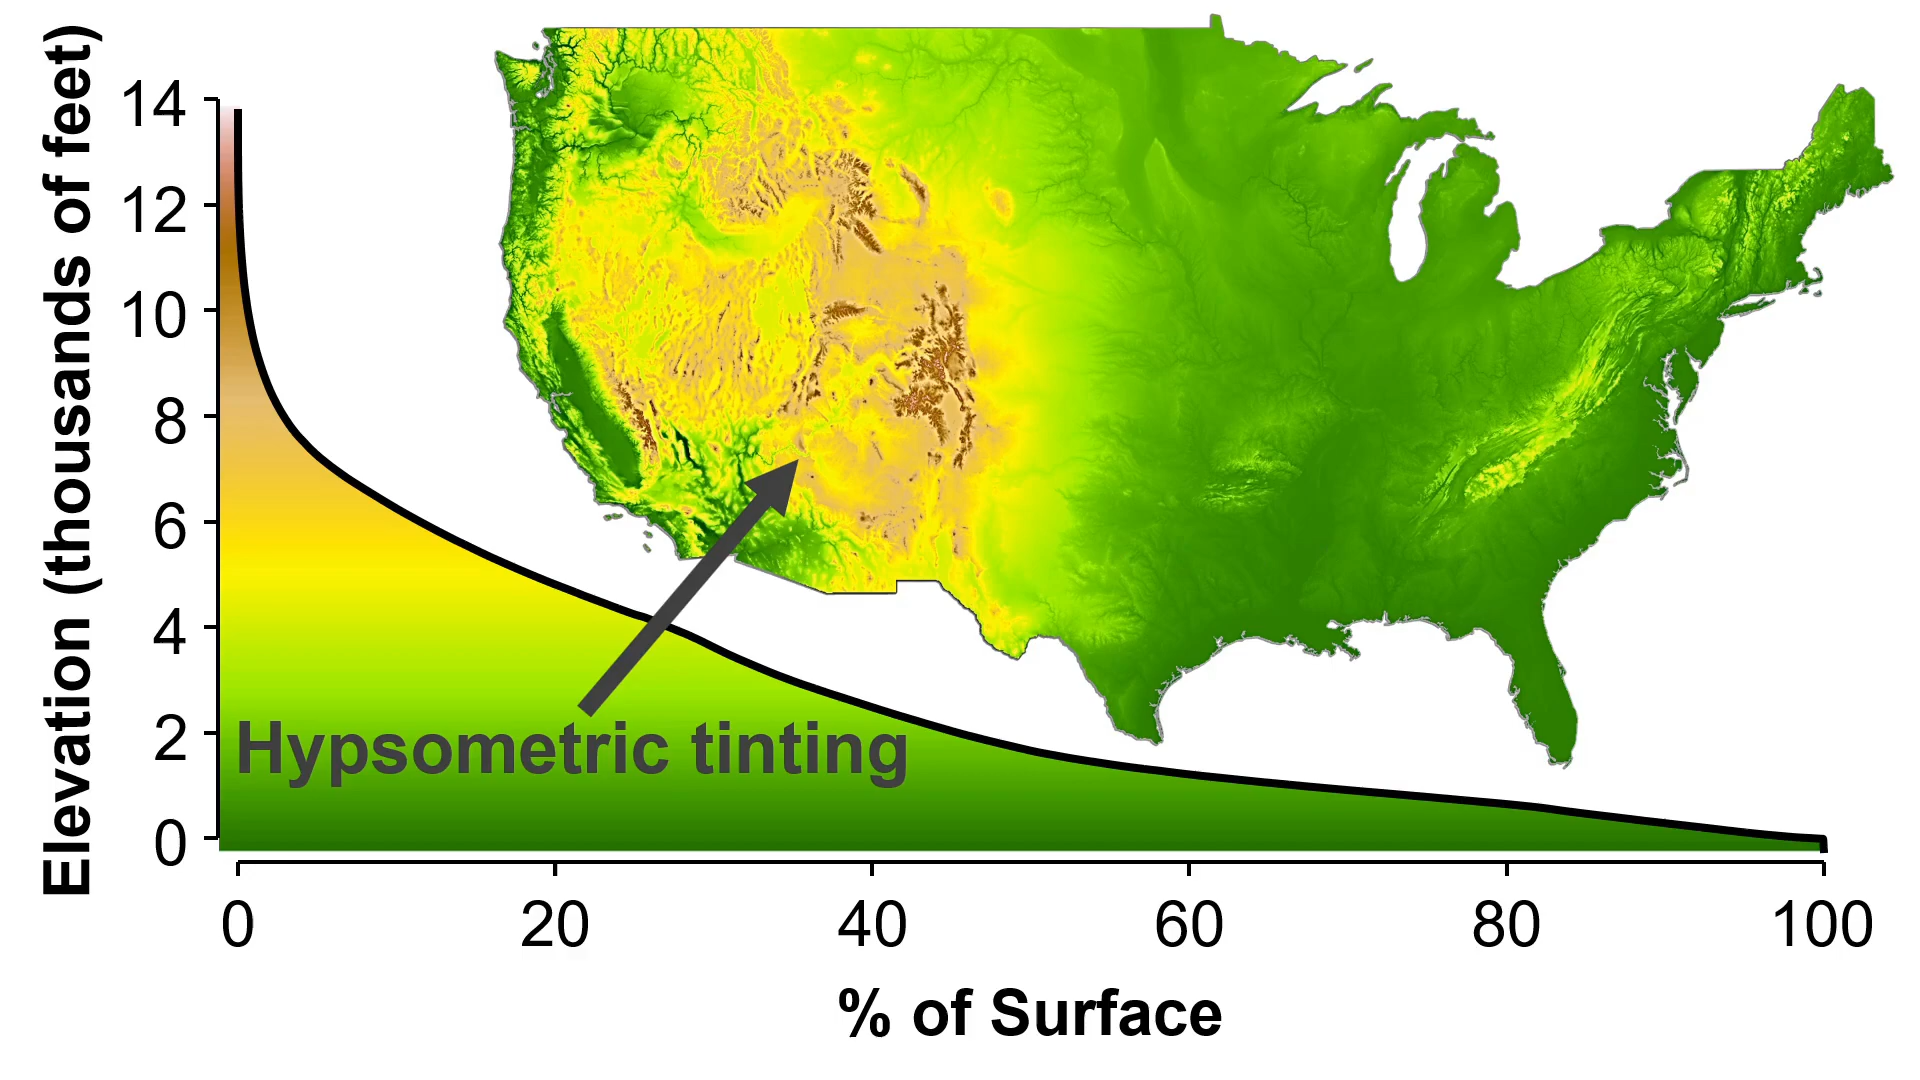 Elevation (thousands of feet)
14
12
10
8
6
4
2
0
Hypsometric tinting
0 20 40 60 80 100
% of Surface